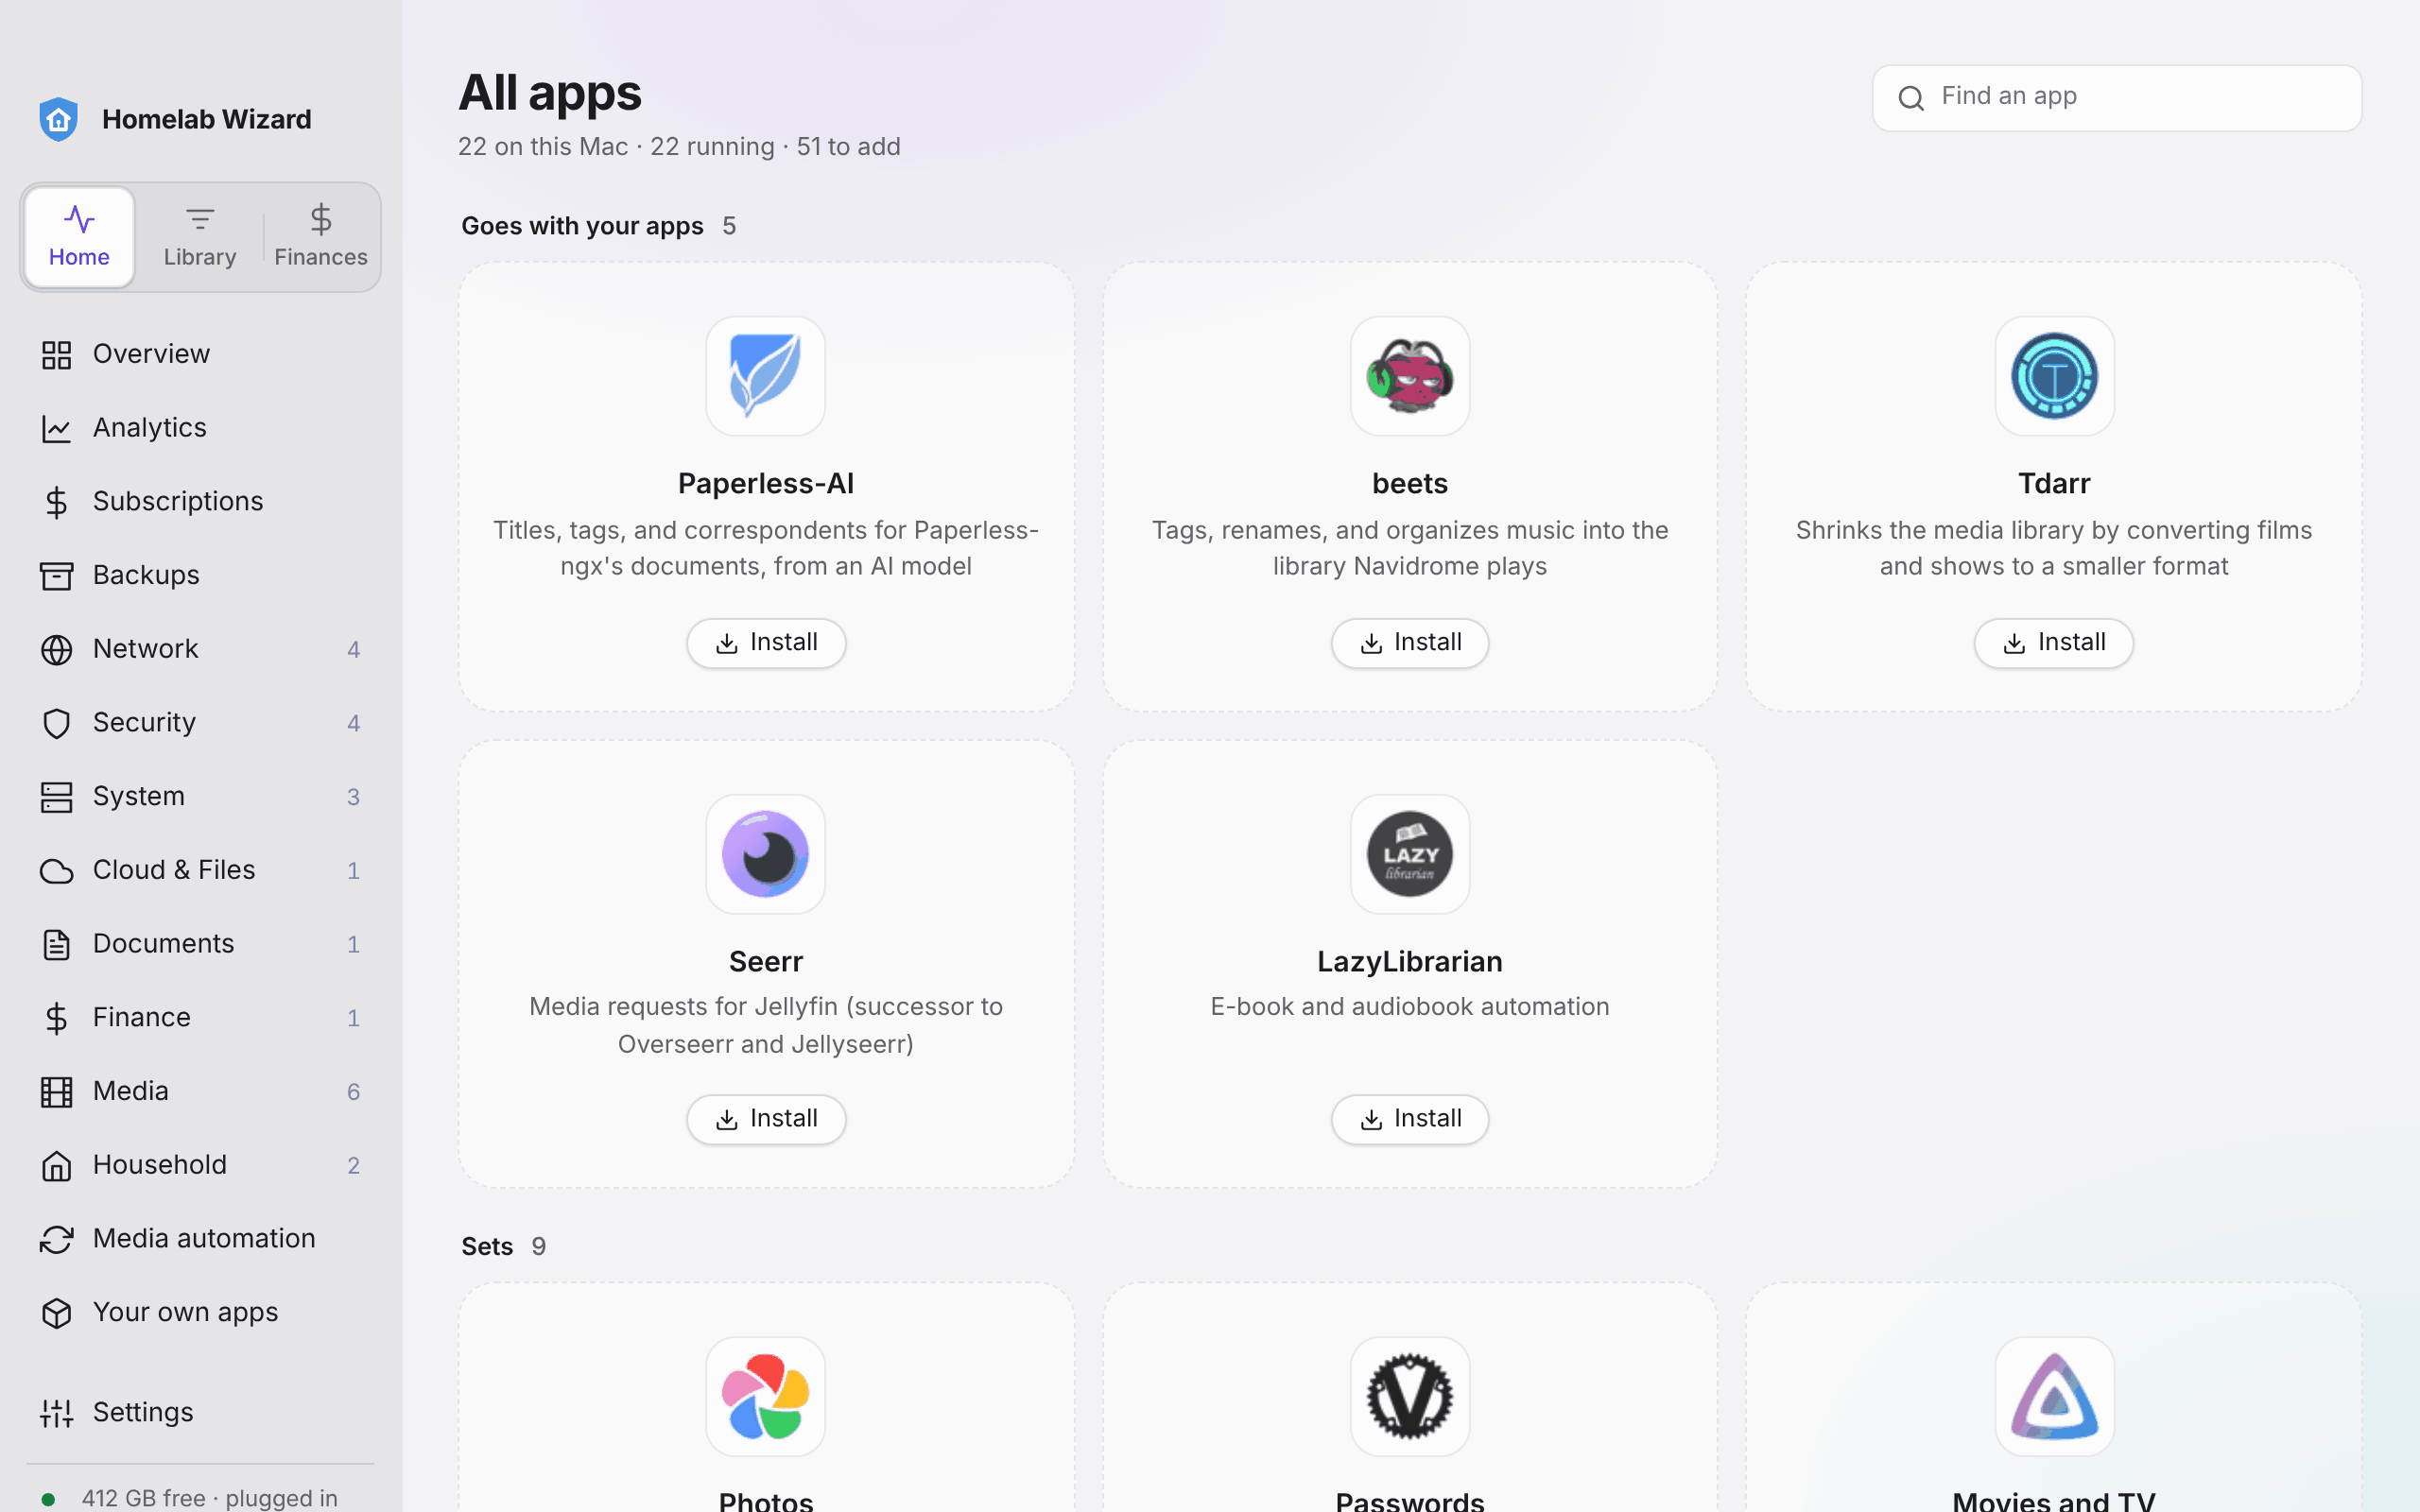 Homelab Wizard
Home
Library
Finances
Overview
Analytics
Subscriptions
Backups
Network 4
Security 4
System 3
Cloud & Files 1
Documents 1
Finance 1
Media 6
Household 2
Media automation
Your own apps
Settings
412 GB free · plugged in
All apps
22 on this Mac · 22 running · 51 to add
Find an app
Goes with your apps 5
Paperless-AI
Titles, tags, and correspondents for Paperless-
ngx's documents, from an AI model
Install
beets
Tags, renames, and organizes music into the
library Navidrome plays
Install
T
Tdarr
Shrinks the media library by converting films
and shows to a smaller format
Install
Seerr
Media requests for Jellyfin (successor to
Overseerr and Jellyseerr)
Install
LAZY
librarian
LazyLibrarian
E-book and audiobook automation
Install
Sets 9
Photos
V
Passwords
Movies and TV